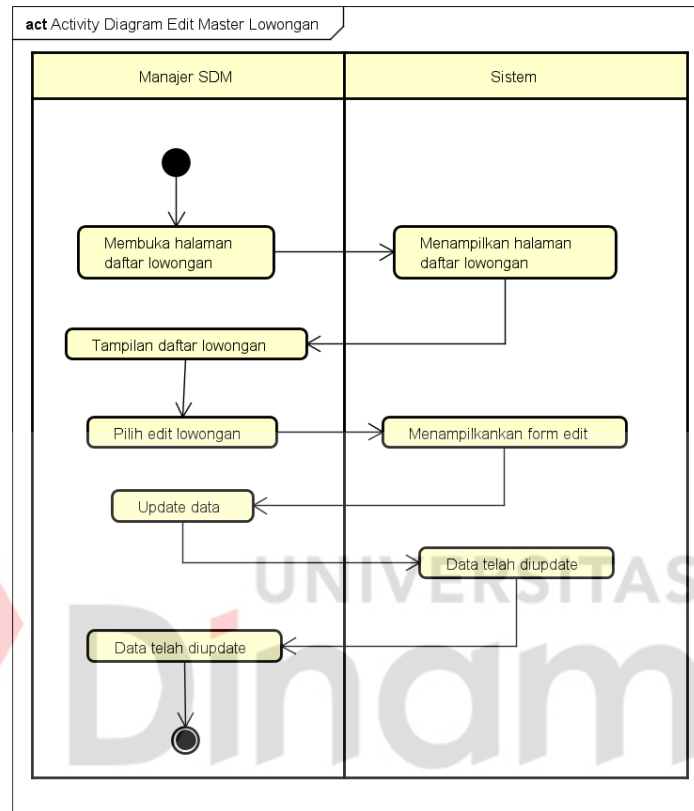 act Activity Diagram Edit Master Lowongan
Manajer SDM
Sistem
Membuka halaman
daftar lowongan
Menampilkan halaman
daftar lowongan
Tampilan daftar lowongan
Pilih edit lowongan
Menampilkankan form edit
Update data
Data telah diupdate
Data telah diupdate
UNIVERSITAS
Dinam